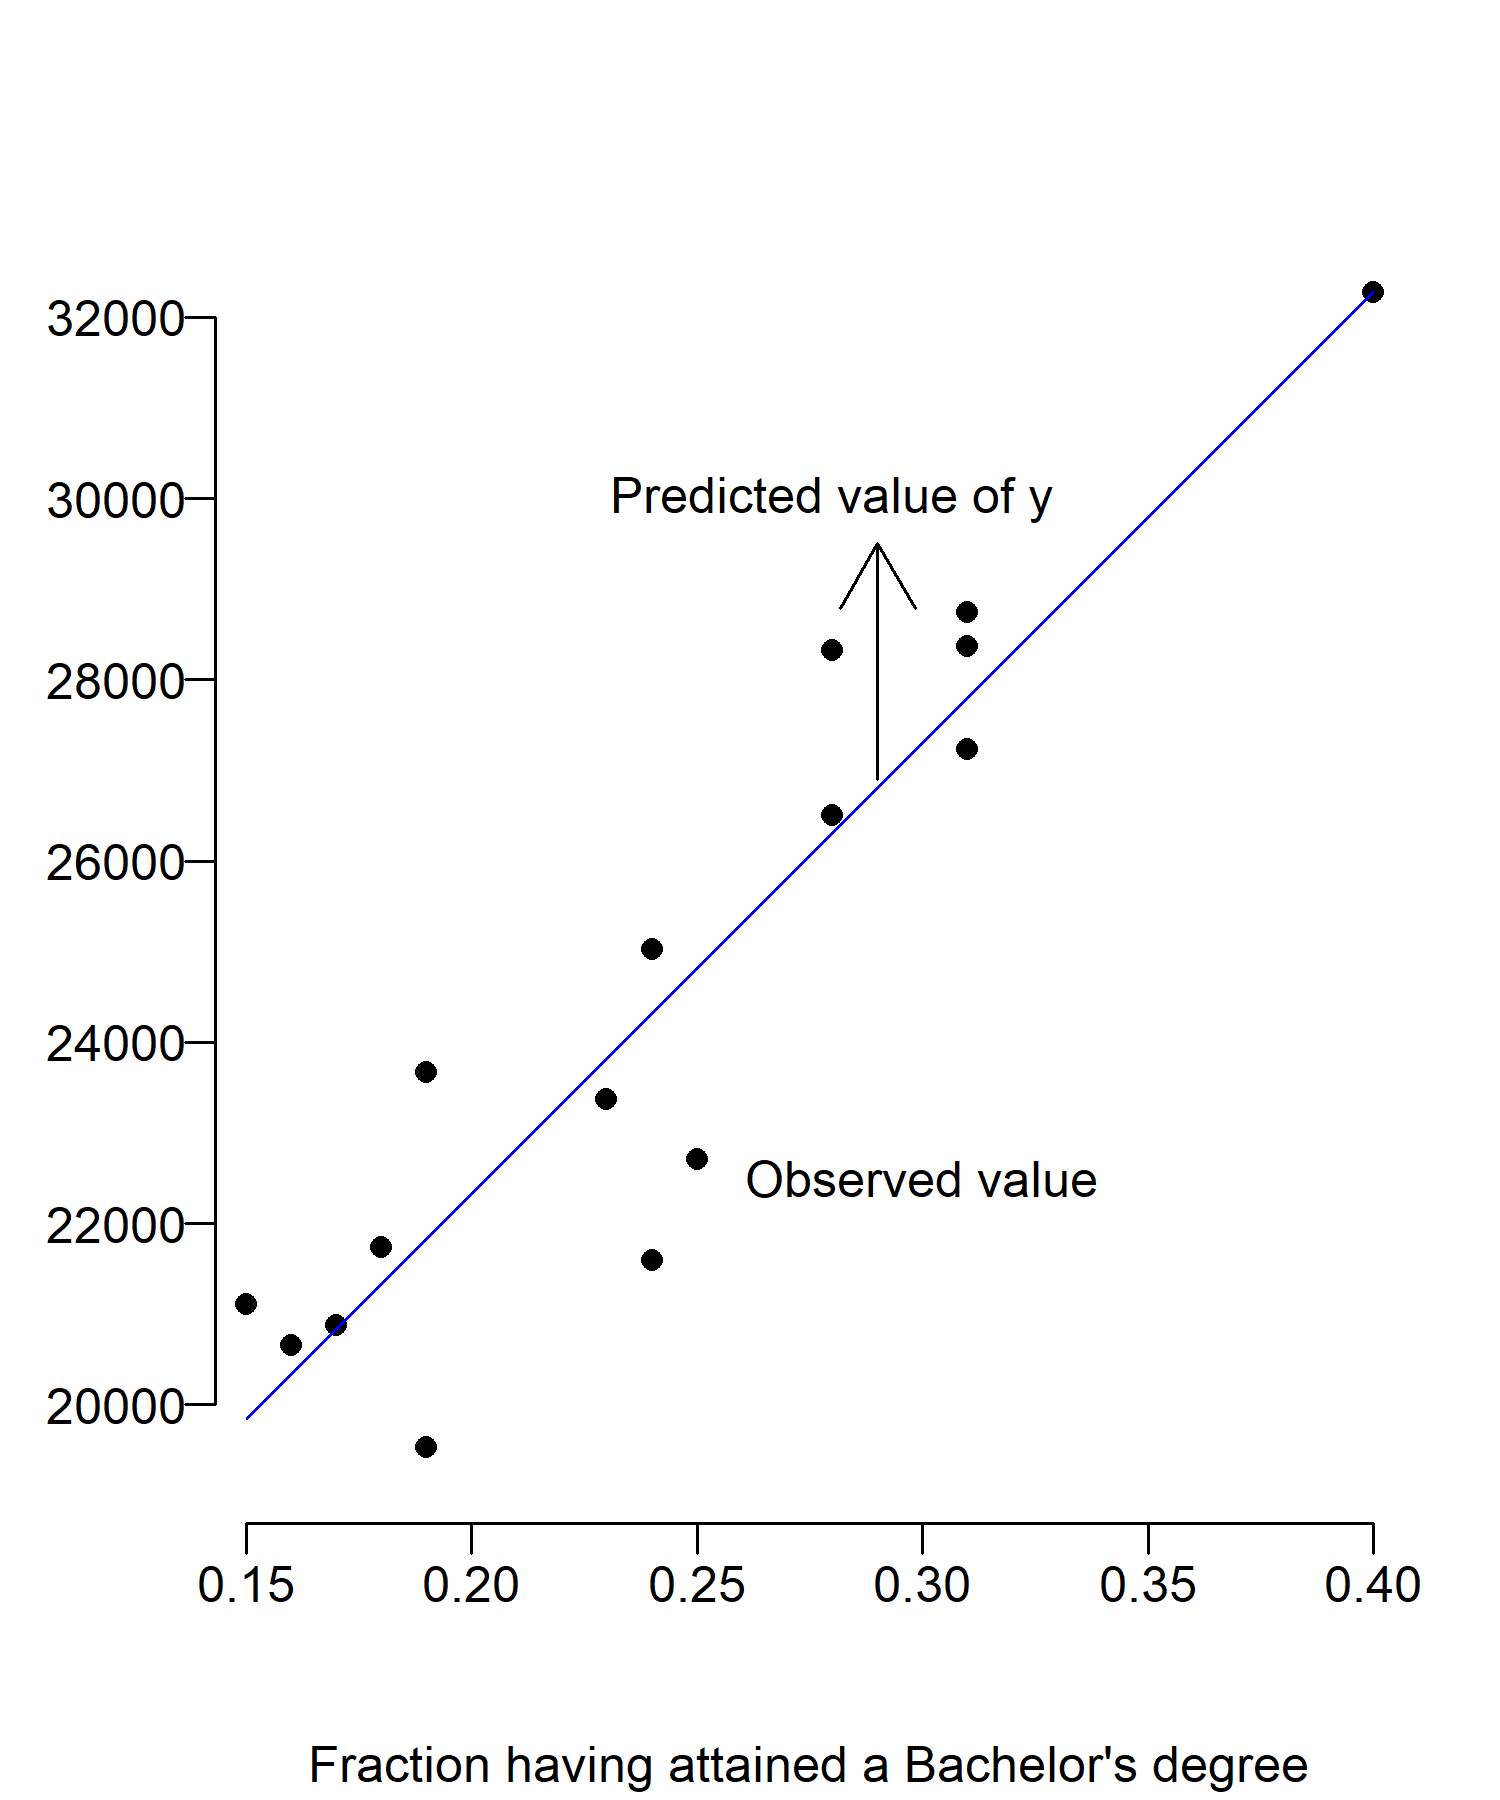 32000
30000
Predicted value of y
28000
26000
24000
Observed value
22000
20000
0.15 0.20 0.25 0.30 0.35 0.40
Fraction having attained a Bachelor's degree